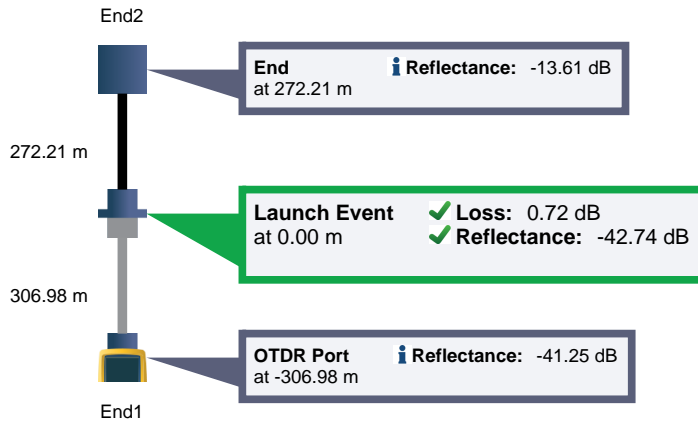 End2
End
Reflectance: -13.61 dB
at 272.21 m
272.21 m
Launch Event
Loss: 0.72 dB
at 0.00 m
Reflectance: -42.74 dB
306.98 m
OTDR Port
Reflectance: -41.25 dB
at -306.98 m
End1